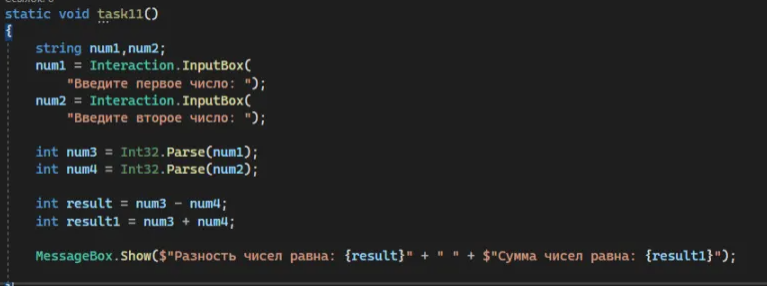 static void task11()
{
string num1,num2;
num1 = Interaction.InputBox(
"Введите первое число: ");
num2 = Interaction.InputBox(
"Введите второе число: ");
int num3 = Int32.Parse(num1);
int num4 = Int32.Parse(num2);
int result = num3 - num4;
int result1 = num3 + num4;
MessageBox.Show($"Разность чисел равна: {result}" + " " + $"Сумма чисел равна: {result1}");